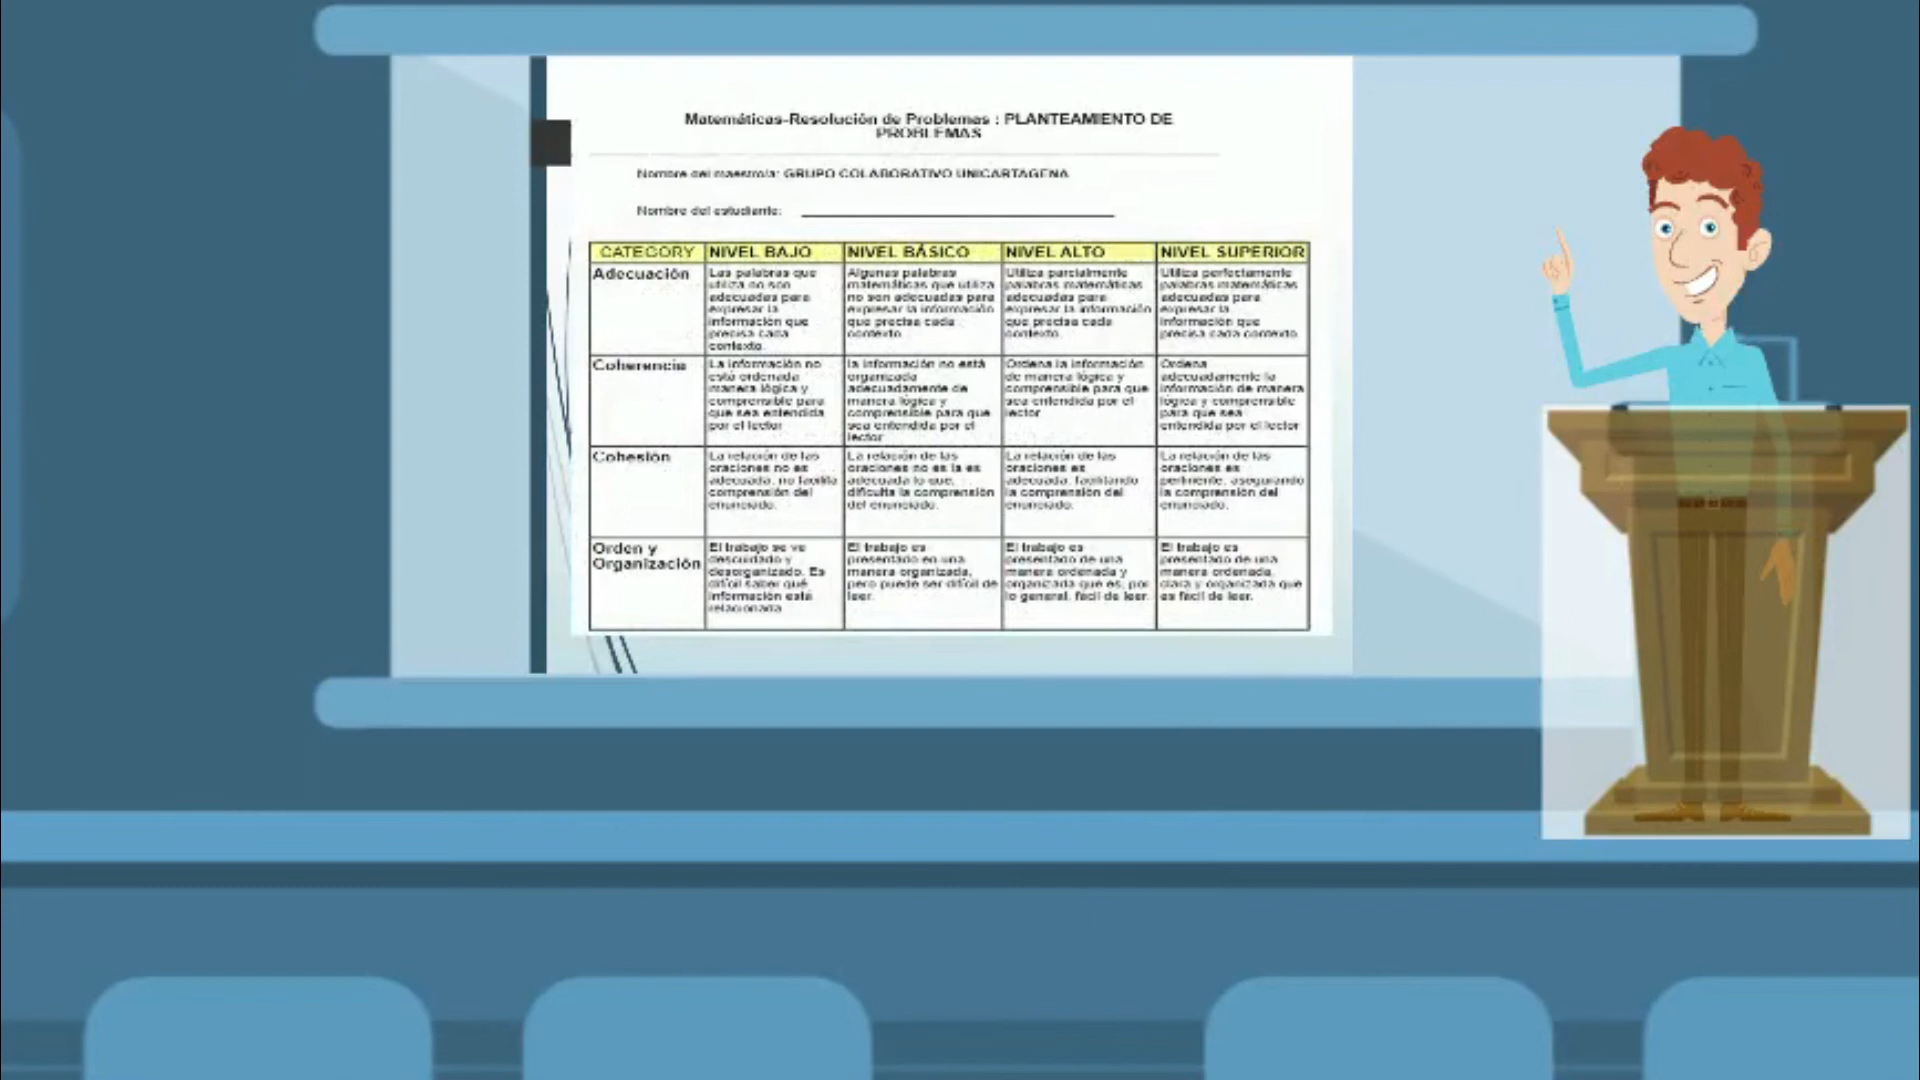 Matemáticas-Resolución de Problemas : PLANTEAMIENTO DE
PROBLEMAS
Nombre del maestro/a: GRUPO COLABORATIVO UNICARTAGENA
Nombre del estudiante:
CATEGORY NIVEL BAJO NIVEL BÁSICO NIVEL ALTO NIVEL SUPERIOR
Adecuación
Las palabras que
utiliza no son
adecuadas para
expresar la
información que
precisa cada
contexto.
Algunas palabras
matemáticas que utiliza
no son adecuadas para
expresar la información
que precisa cada
contexto.
Utiliza parcialmente
palabras matemáticas
adecuadas para
expresar la información
que precisa cada
contexto.
Utiliza perfectamente
palabras matemáticas
adecuadas para
expresar la
información que
precisa cada contexto.
Coherencia
La información no
está ordenada
manera lógica y
comprensible para
que sea entendida
por el lector
la información no está
organizada
adecuadamente de
manera lógica y
comprensible para que
sea entendida por el
lector
Ordena la información
de manera lógica y
comprensible para que
sea entendida por el
lector
Ordena
adecuadamente la
información de manera
lógica y comprensible
para que sea
entendida por el lector
Cohesión
La relación de las
oraciones no es
adecuada, no facilita
comprensión del
enunciado.
La relación de las
oraciones no es la es
adecuada lo que,
dificulta la comprensión
del enunciado.
La relación de las
oraciones es
adecuada, facilitando
la comprensión del
enunciado.
La relación de las
oraciones es
pertinente, asegurando
la comprensión del
enunciado.
Orden y
Organización
El trabajo se ve
descuidado y
desorganizado. Es
difícil saber qué
información está
relacionada.
El trabajo es
presentado en una
manera organizada,
pero puede ser difícil de
leer.
El trabajo es
presentado de una
manera ordenada y
organizada que es, por
lo general, fácil de leer.
El trabajo es
presentado de una
manera ordenada,
clara y organizada que
es fácil de leer.